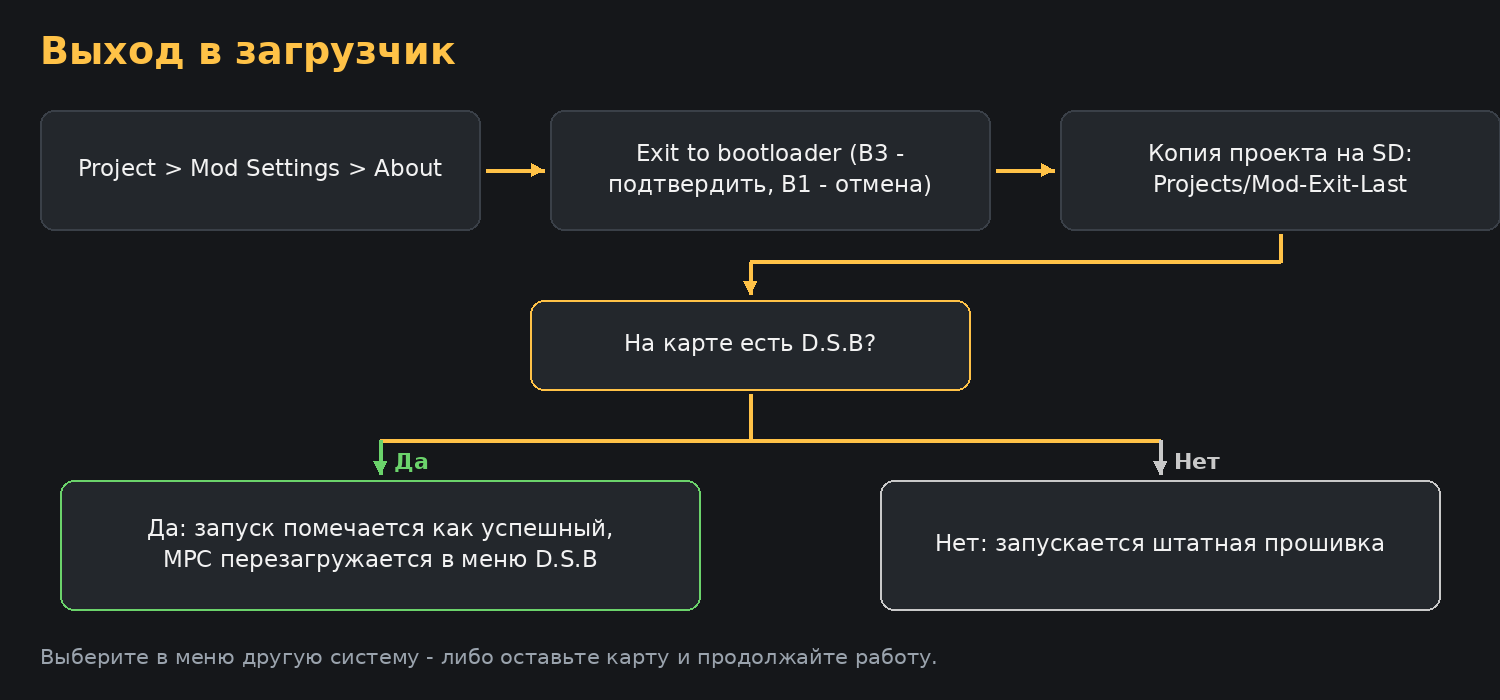 Выход в загрузчик
Project > Mod Settings > About
Exit to bootloader (B3 -
подтвердить, B1 - отмена)
Копия проекта на SD:
Projects/Mod-Exit-Last
На карте есть D.S.B?
Да
Нет
Да: запуск помечается как успешный,
MPC перезагружается в меню D.S.B
Нет: запускается штатная прошивка
Выберите в меню другую систему - либо оставьте карту и продолжайте работу.